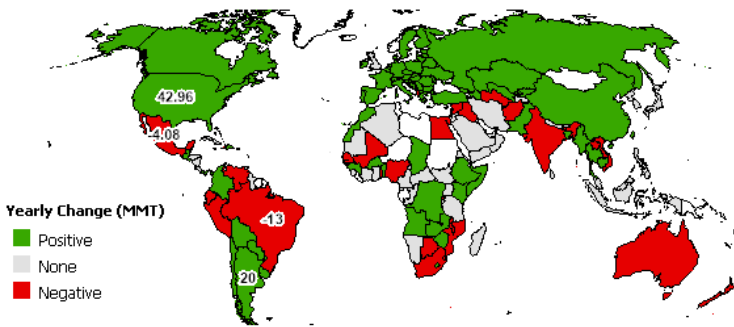 42.96
-4.08
-13
20
Yearly Change (MMT)
Positive
None
Negative